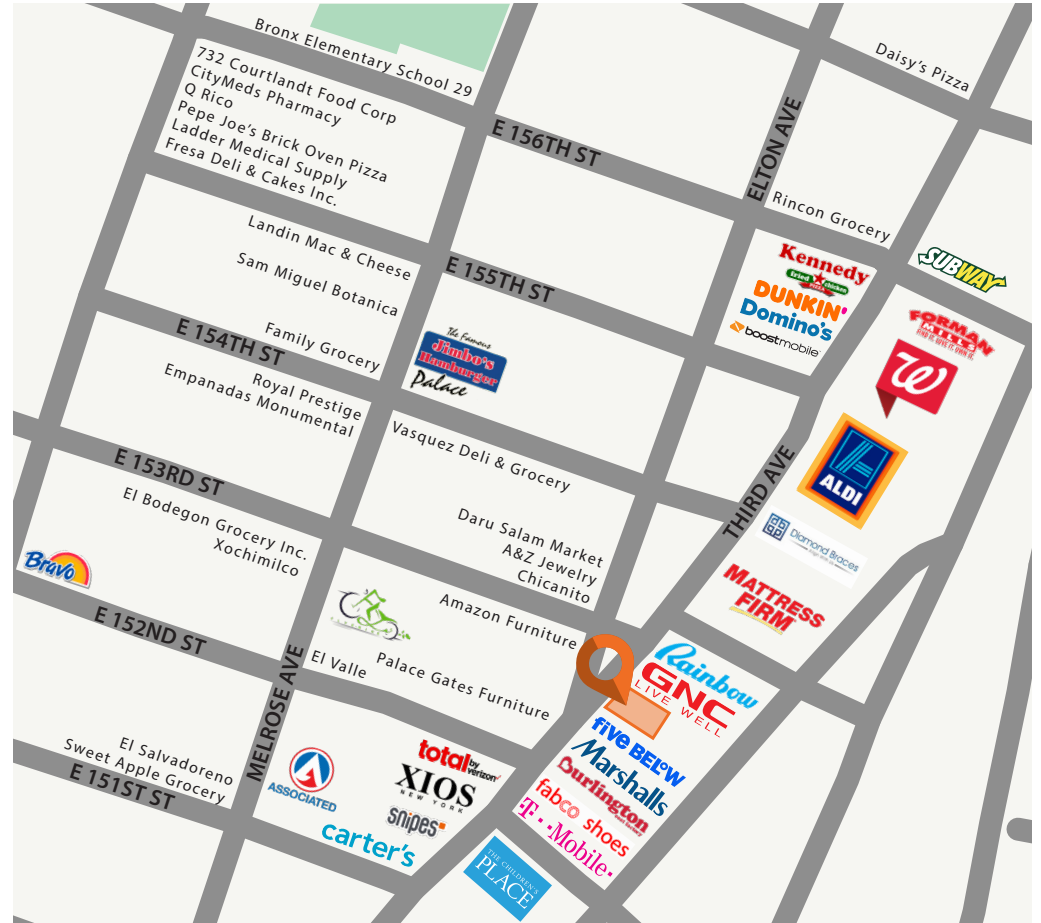 Bronx Elementary School 29
Daisy's Pizza
732 Courtlandt Food Corp
CityMeds Pharmacy
Q Rico
Pepe Joe's Brick Oven Pizza
Ladder Medical Supply
Fresa Deli & Cakes Inc.
E 156TH ST
ELTON AVE
Rincon Grocery
Landin Mac & Cheese
Sam Miguel Botanica
Family Grocery
E 155TH ST
Kennedy
fried chicken
PIZZA
DUNKIN'
Domino's
boostmobile
SUBWAY
FORMAN
MILLS
FIND IT. LOVE IT. OWN IT.
W
ALDI
E 154TH ST
Royal Prestige
Empanadas Monumental
The Famous
Jimbo's
Hamburger
Palace
Vasquez Deli & Grocery
THIRD AVE
E 153RD ST
El Bodegon Grocery Inc.
Xochimilco
Daru Salam Market
A&Z Jewelry
Chicanito
Diamond Braces
MATTRESS
FIRM
Bravo
Amazon Furniture
E 152ND ST
MELROSE AVE
El Valle
Palace Gates Furniture
Rainbow
GNC
LIVE WELL
five BELOW
Marshalls
Burlington
fabco shoes
T··Mobile·
El Salvadoreno
Sweet Apple Grocery
E 151ST ST
ASSOCIATED
total by
verizon
XIOS
NEW YORK
snipes
carter's
THE CHILDREN'S
PLACE